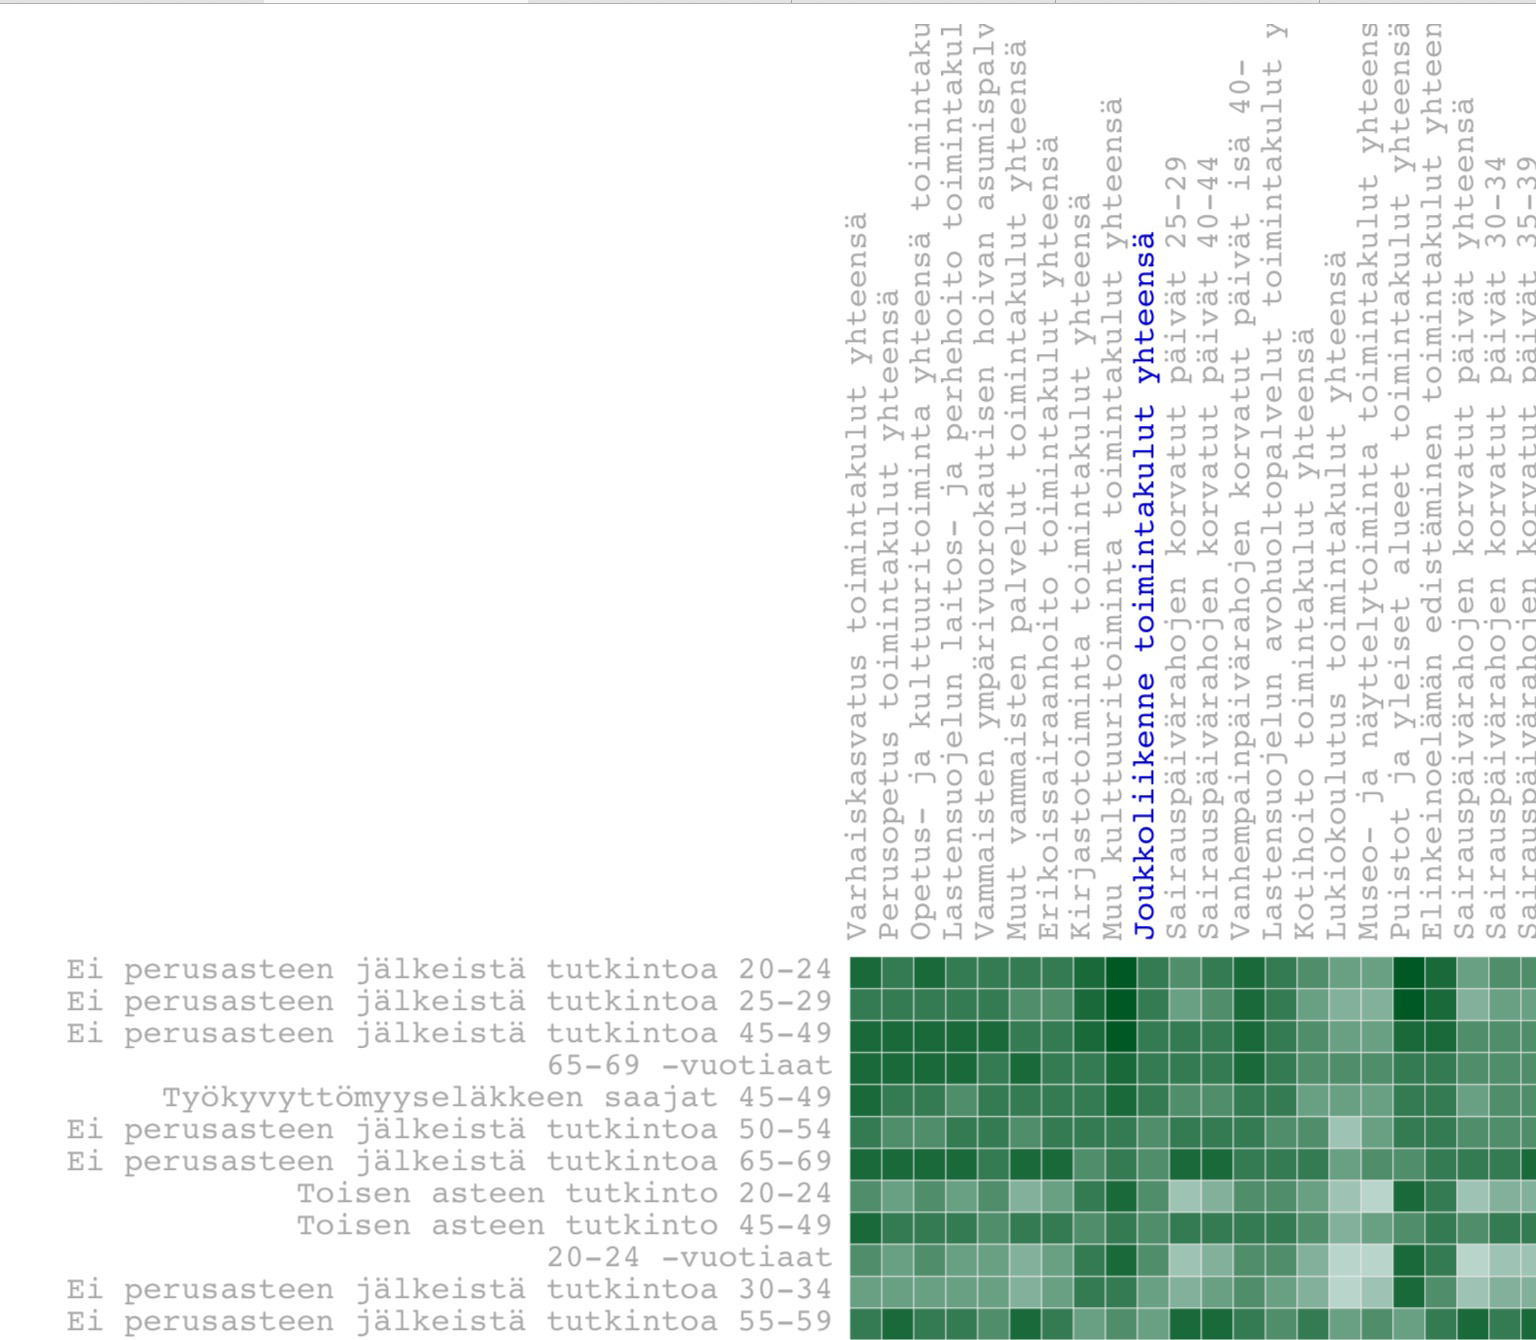 Varhaiskasvatus toimintakulut yhteensä
Perusopetus toimintakulut yhteensä
Opetus- ja kulttuuritoiminta yhteensä toimintaku
Lastensuojelun laitos- ja perhehoito toimintakul
Vammaisten ympärivuorokautisen hoivan asumispalv
Muut vammaisten palvelut toimintakulut yhteensä
Erikoissairaanhoito toimintakulut yhteensä
Kirjastotoiminta toimintakulut yhteensä
Muu kulttuuritoiminta toimintakulut yhteensä
Joukkoliikenne toimintakulut yhteensä
Sairauspäivärahojen korvatut päivät 25-29
Sairauspäivärahojen korvatut päivät 40-44
Vanhempainpäivärahojen korvatut päivät isä 40-
Lastensuojelun avohuoltopalvelut toimintakulut y
Kotihoito toimintakulut yhteensä
Lukiokoulutus toimintakulut yhteensä
Museo- ja näyttelytoiminta toimintakulut yhteens
Puistot ja yleiset alueet toimintakulut yhteensä
Elinkeinoelämän edistäminen toimintakulut yhteen
Sairauspäivärahojen korvatut päivät yhteensä
Sairauspäivärahojen korvatut päivät 30-34
Sairauspäivärahojen korvatut päivät 35-39
Ei perusasteen jälkeistä tutkintoa 20-24
Ei perusasteen jälkeistä tutkintoa 25-29
Ei perusasteen jälkeistä tutkintoa 45-49
65-69 -vuotiaat
Työkyvyttömyyseläkkeen saajat 45-49
Ei perusasteen jälkeistä tutkintoa 50-54
Ei perusasteen jälkeistä tutkintoa 65-69
Toisen asteen tutkinto 20-24
Toisen asteen tutkinto 45-49
20-24 -vuotiaat
Ei perusasteen jälkeistä tutkintoa 30-34
Ei perusasteen jälkeistä tutkintoa 55-59